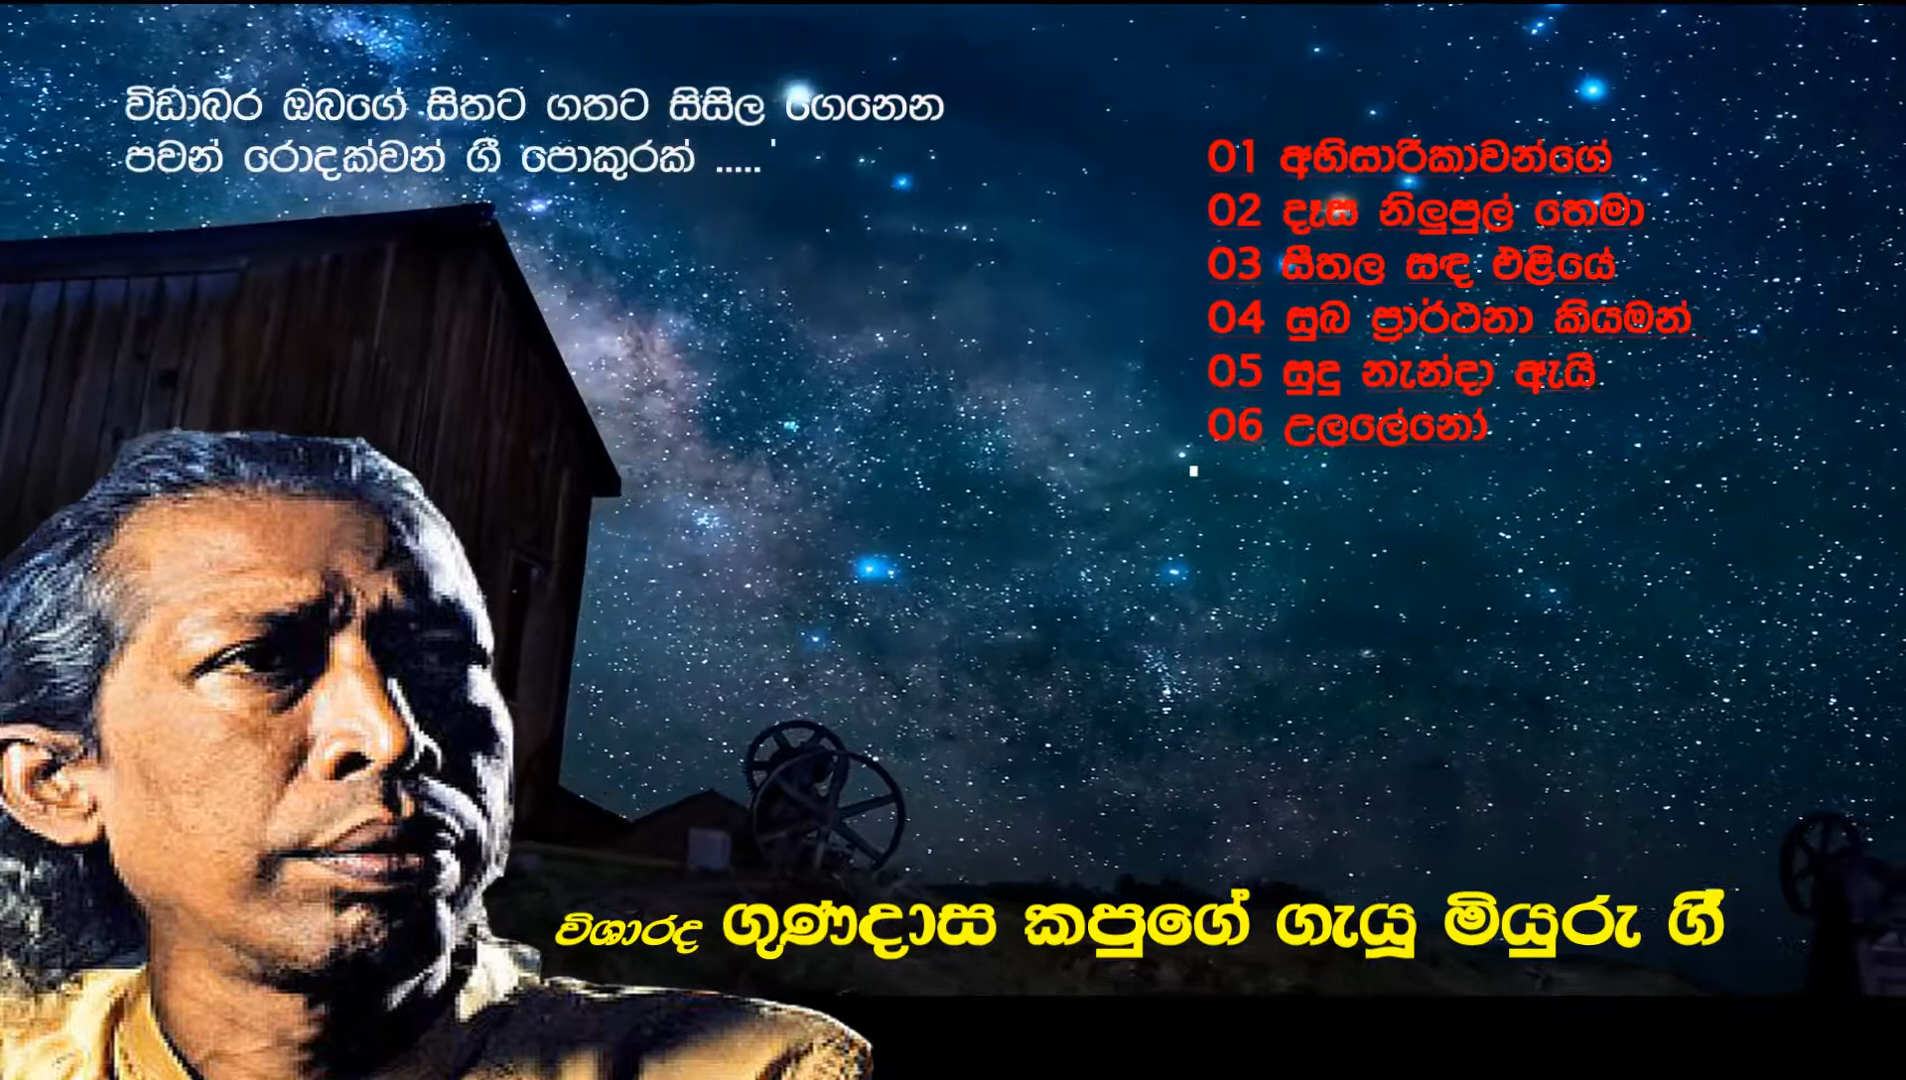 විඩාබර ඔබගේ සිතට ගතට සිසිල ගෙනෙන
පවන් රොදක්වන් ගී පොකුරක් .....'
01 අභිසාරිකාවන්ගේ
02 දෑස නිලුපුල් තෙමා
03 සීතල සඳ එළියේ
04 සුබ ප්‍රාර්ථනා කියමන්
05 සුදු නැන්දා ඇයි
06 උලලේනෝ
විශාරද ගුණදාස කපුගේ ගැයූ මියුරු ගී